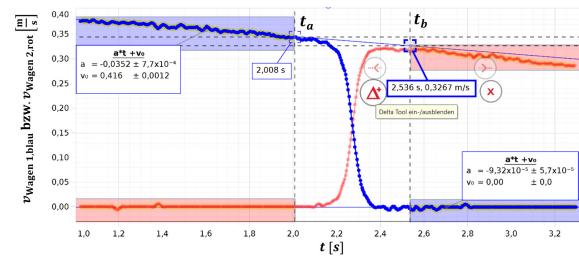 v_Wagen 1,blau bzw. v_Wagen 2,rot [m/s]
0,40
0,35
0,30
0,25
0,20
0,15
0,10
0,05
0,00
t_a
t_b
a*t +v₀
a = -0,0352 ± 7,7x10⁻⁴
v₀ = 0,416 ± 0,0012
2,008 s
2,536 s, 0,3267 m/s
Δ
x
Delta Tool ein-/ausblenden
a*t +v₀
a = -9,32x10⁻⁵ ± 5,7x10⁻⁵
v₀ = 0,00 ± 0,0
1,0 1,2 1,4 1,6 1,8 2,0 2,2 2,4 2,6 2,8 3,0 3,2
t [s]